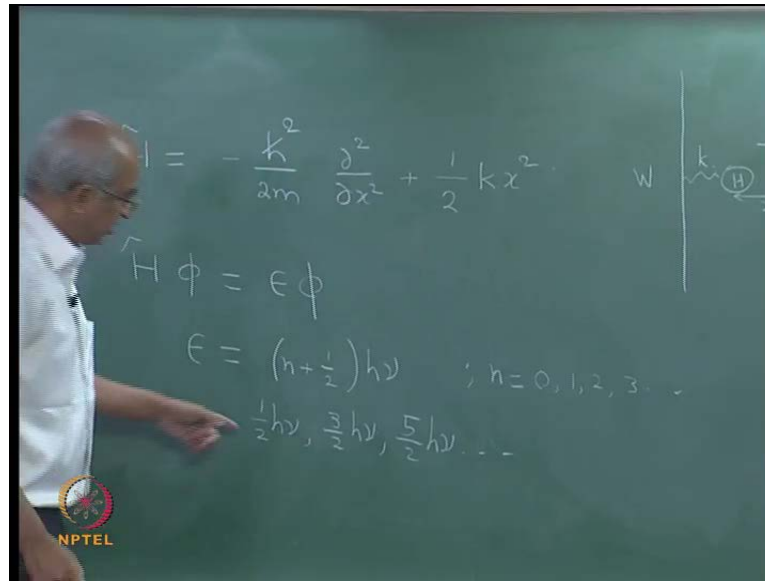 Ĥ = - ℏ²/2m ∂²/∂x² + 1/2 kx²
W k H
Ĥ ϕ = ϵ ϕ
ϵ = (n + 1/2) hν ; n = 0, 1, 2, 3...
1/2 hν, 3/2 hν, 5/2 hν ...
NPTEL